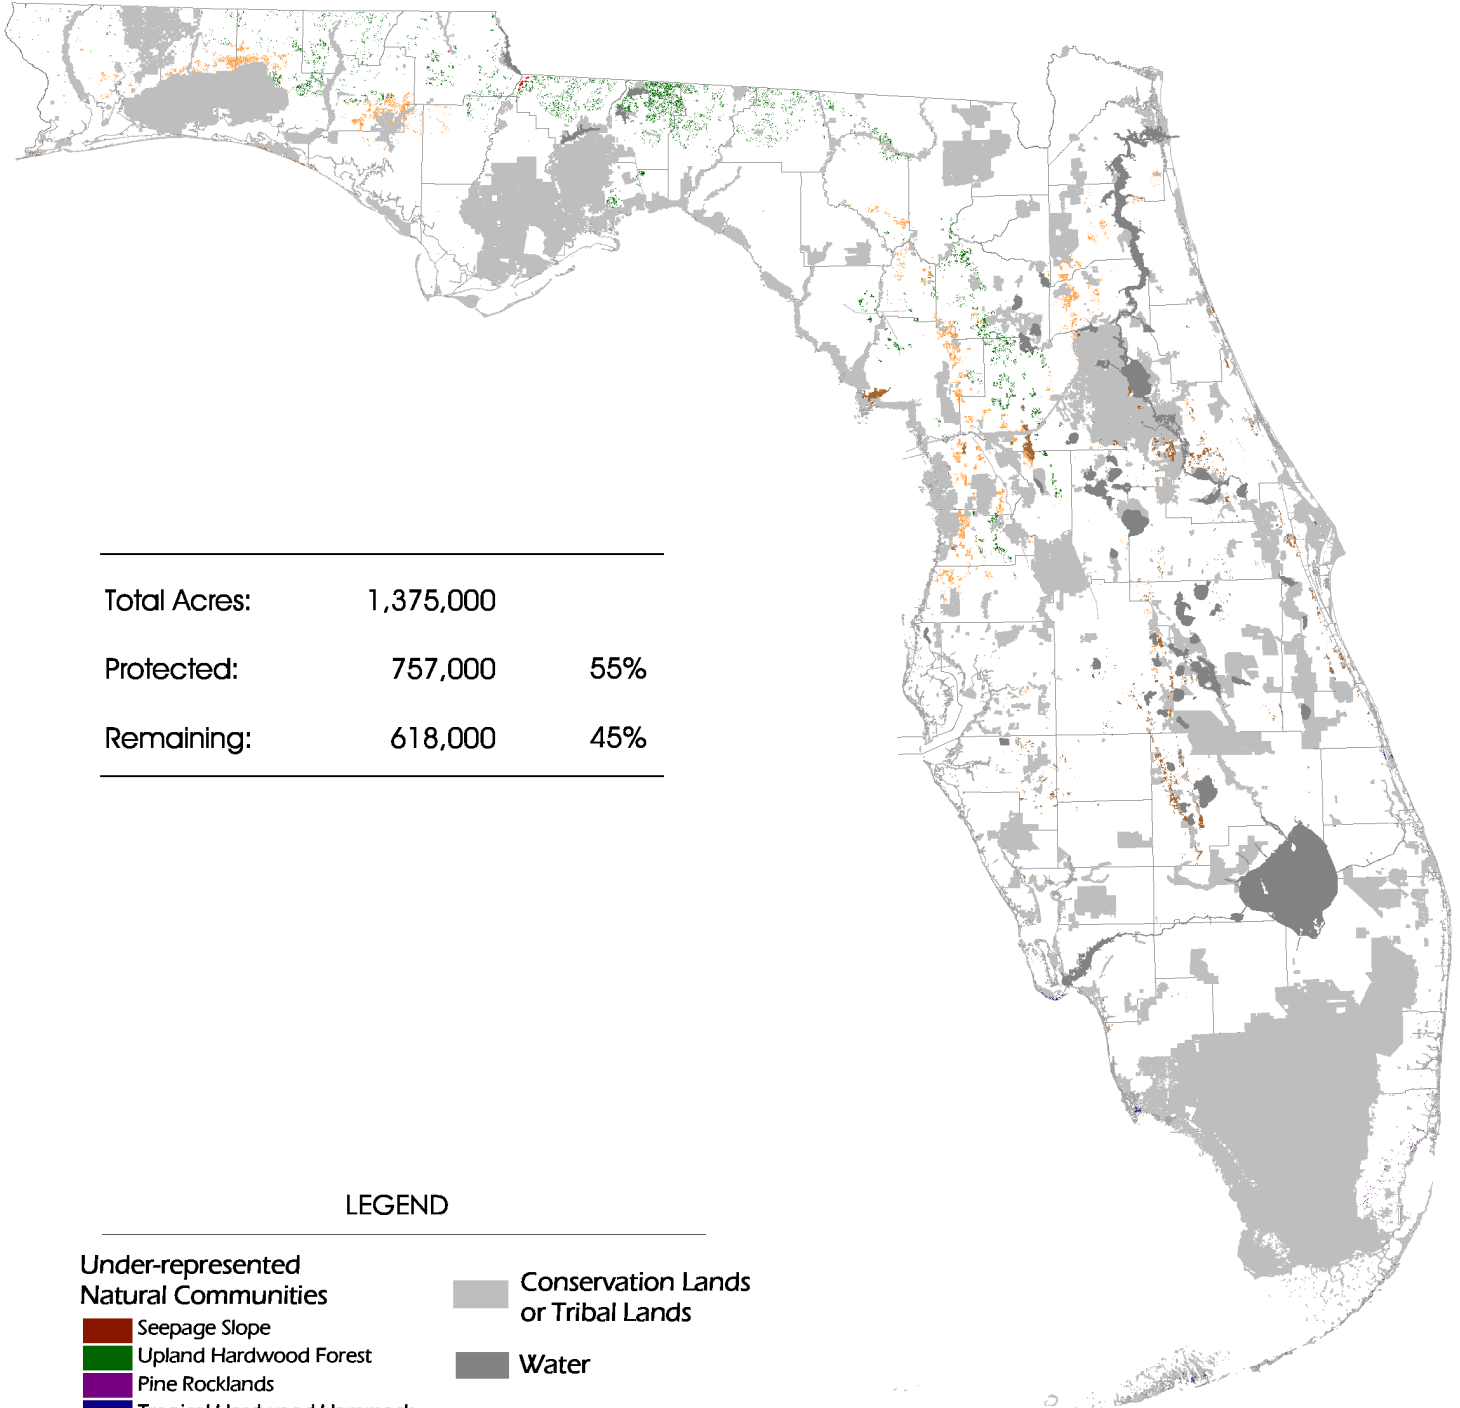 Total Acres: 1,375,000
Protected: 757,000 55%
Remaining: 618,000 45%
LEGEND
Under-represented
Natural Communities
Seepage Slope
Upland Hardwood Forest
Pine Rocklands
Conservation Lands
or Tribal Lands
Water